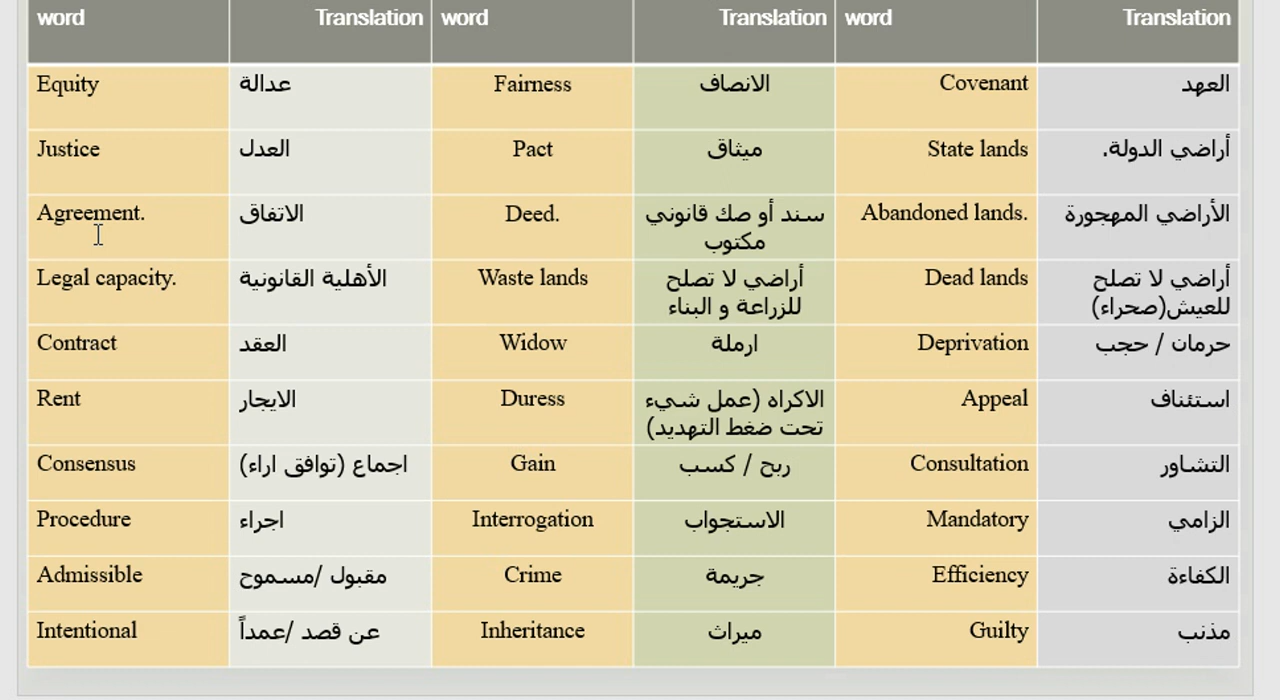 word Translation word Translation word Translation
Equity عدالة Fairness الانصاف Covenant العهد
Justice العدل Pact ميثاق State lands أراضي الدولة.
Agreement. الاتفاق Deed. سند أو صك قانوني Abandoned lands. الأراضي المهجورة
مكتوب
Legal capacity. الأهلية القانونية Waste lands أراضي لا تصلح Dead lands أراضي لا تصلح
للزراعة و البناء للعيش(صحراء)
Contract العقد Widow ارملة Deprivation حرمان / حجب
Rent الايجار Duress الاكراه (عمل شيء Appeal استئناف
تحت ضغط التهديد)
Consensus اجماع (توافق اراء) Gain ربح / كسب Consultation التشاور
Procedure اجراء Interrogation الاستجواب Mandatory الزامي
Admissible مقبول /مسموح Crime جريمة Efficiency الكفاءة
Intentional عن قصد /عمداً Inheritance ميراث Guilty مذنب